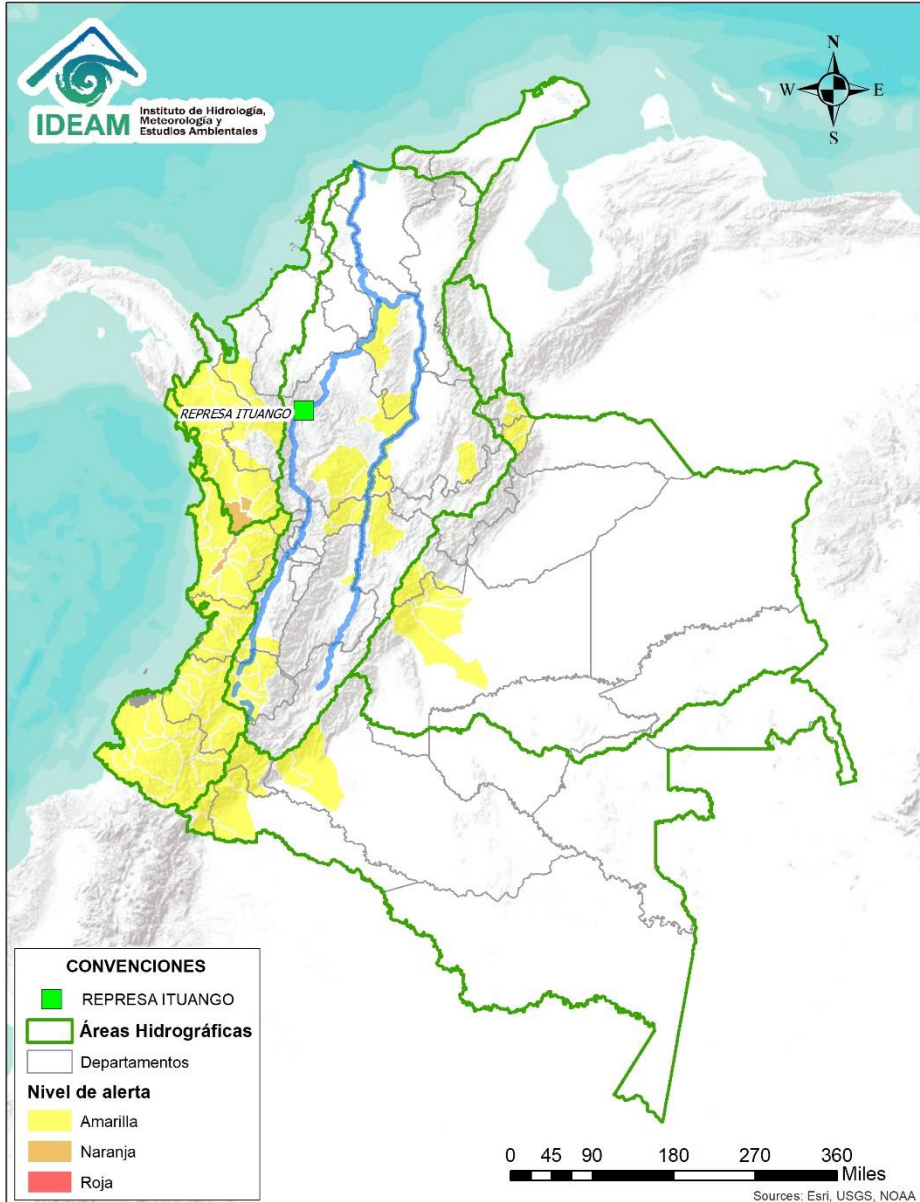 IDEAM
Instituto de Hidrología,
Meteorología y
Estudios Ambientales
N
W
E
S
REPRESA ITUANGO
CONVENCIONES
REPRESA ITUANGO
Áreas Hidrográficas
Departamentos
Nivel de alerta
Amarilla
Naranja
Roja
0 45 90 180 270 360
Miles
Sources: Esri, USGS, NOAA